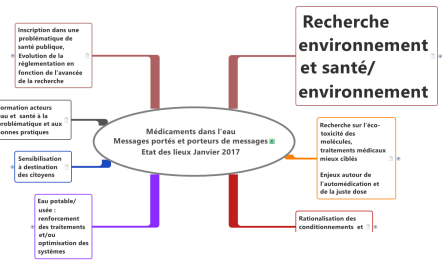 Inscription dans une
problématique de
santé publique,
Evolution de la
réglementation en
fonction de l'avancée
de la recherche
Recherche
environnement
et santé/
environnement
ormation acteurs
eau et santé à la
problématique et aux
onnes pratiques
Médicaments dans l'eau
Messages portés et porteurs de messages
Etat des lieux Janvier 2017
Recherche sur l'éco-
toxicité des
molécules,
traitements médicaux
mieux ciblés
Enjeux autour de
l'automédication et
de la juste dose
Sensibilisation
à destination
des citoyens
Eau potable/
usée :
renforcement
des traitements
et/ou
optimisation des
systèmes
Rationalisation des
conditionnements et